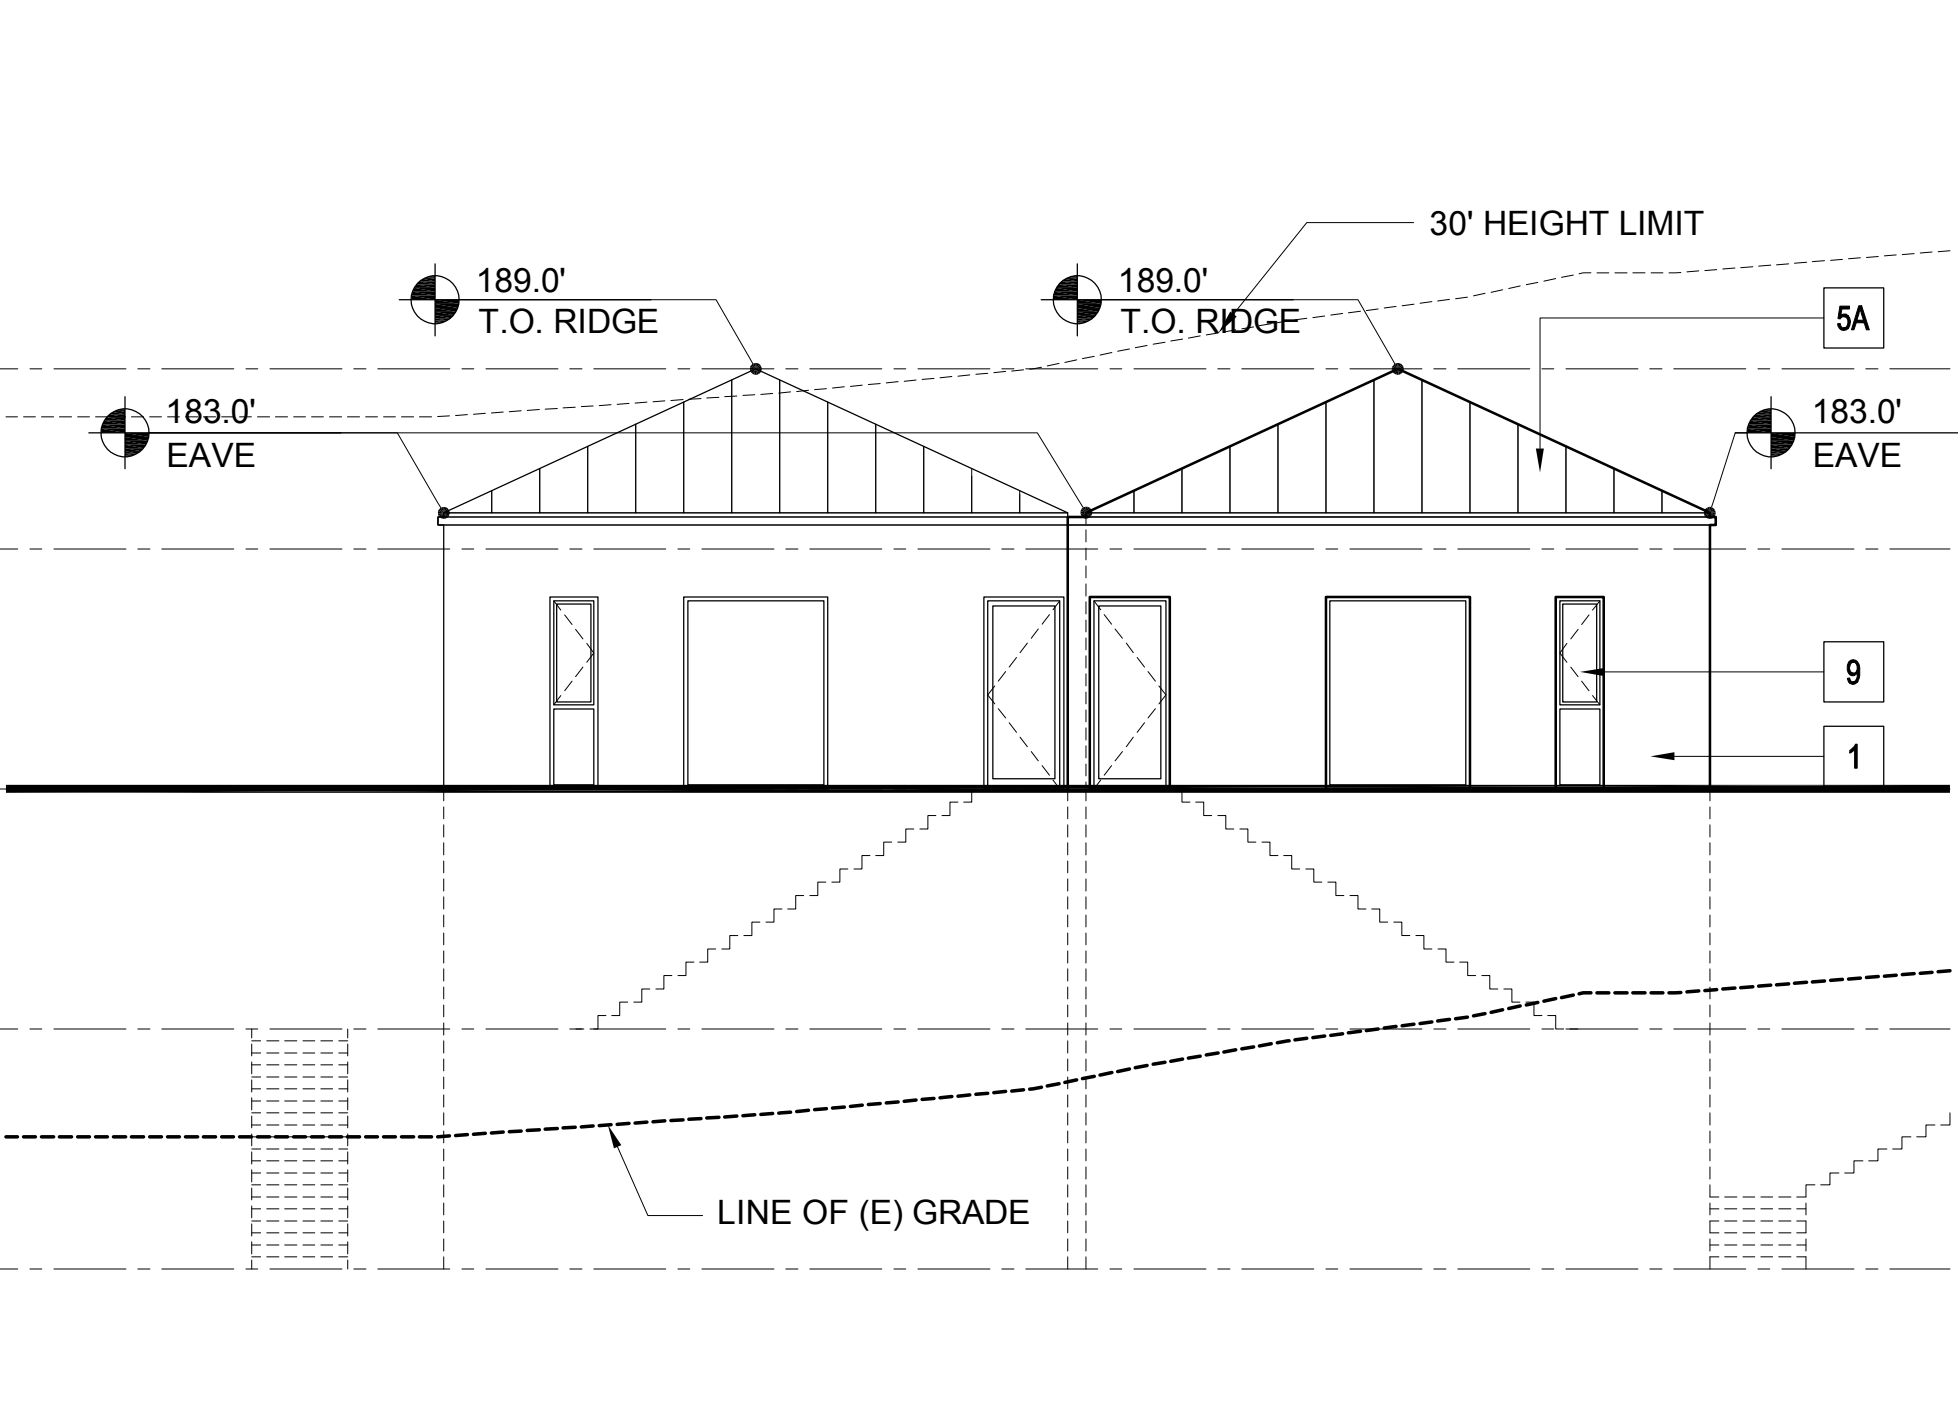 30' HEIGHT LIMIT
189.0'
T.O. RIDGE
189.0'
T.O. RIDGE
5A
183.0'
EAVE
183.0'
EAVE
9
1
LINE OF (E) GRADE